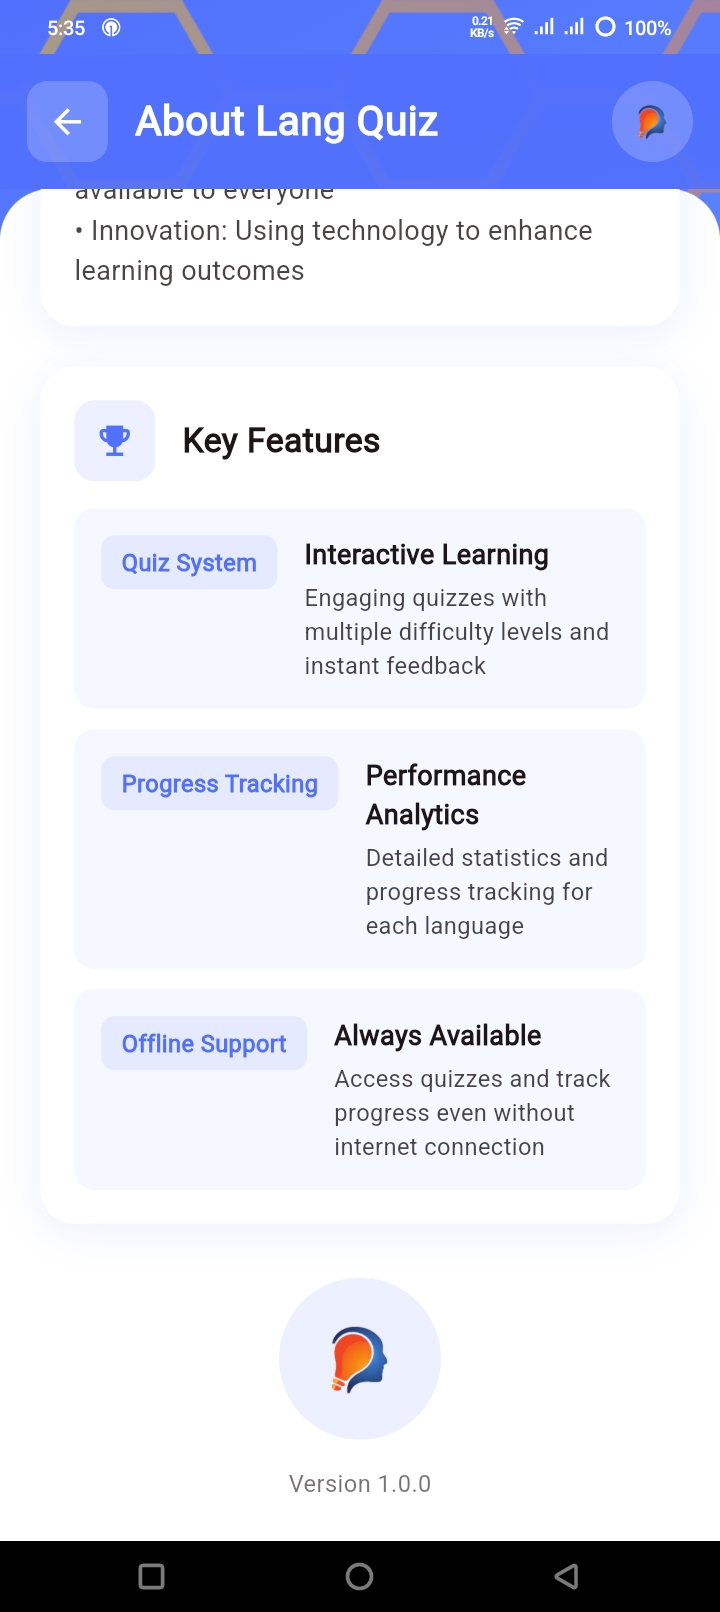 5:35
0.21
KB/s
100%
About Lang Quiz
available to everyone
• Innovation: Using technology to enhance
learning outcomes
Key Features
Quiz System
Interactive Learning
Engaging quizzes with
multiple difficulty levels and
instant feedback
Progress Tracking
Performance
Analytics
Detailed statistics and
progress tracking for
each language
Offline Support
Always Available
Access quizzes and track
progress even without
internet connection
Version 1.0.0